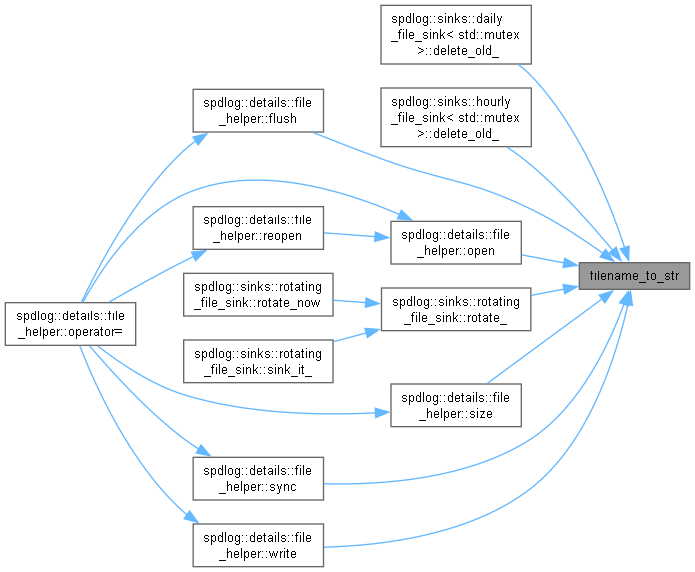 spdlog::sinks::daily
_file_sink< std::mutex
>::delete_old_
spdlog::sinks::hourly
_file_sink< std::mutex
>::delete_old_
spdlog::details::file
_helper::flush
spdlog::details::file
_helper::reopen
spdlog::details::file
_helper::open
filename_to_str
spdlog::sinks::rotating
_file_sink::rotate_now
spdlog::sinks::rotating
_file_sink::rotate_
spdlog::details::file
_helper::operator=
spdlog::sinks::rotating
_file_sink::sink_it_
spdlog::details::file
_helper::size
spdlog::details::file
_helper::sync
spdlog::details::file
_helper::write